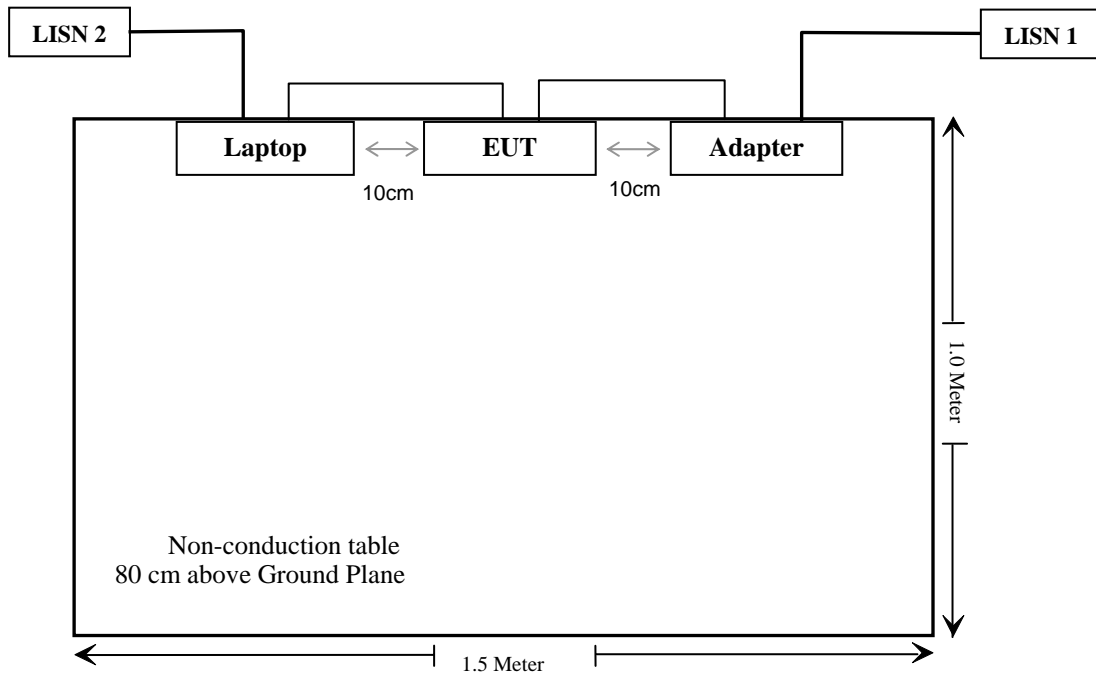 LISN 2
LISN 1
Laptop
EUT
Adapter
10cm
10cm
1.0 Meter
Non-conduction table
80 cm above Ground Plane
1.5 Meter